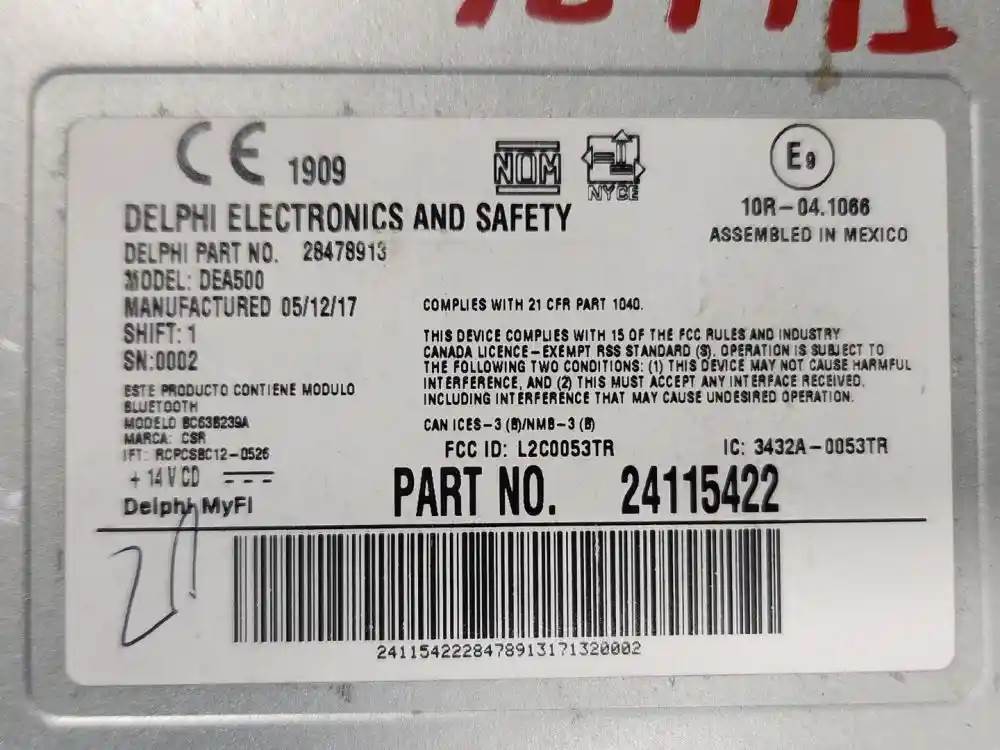 CE 1909
NOM
NYCE
E9
10R-04.1066
ASSEMBLED IN MEXICO
DELPHI ELECTRONICS AND SAFETY
DELPHI PART NO. 28478913
MODEL: DEA500
MANUFACTURED 05/12/17
SHIFT: 1
SN:0002
ESTE PRODUCTO CONTIENE MODULO
BLUETOOTH
MODELO BC63B239A
MARCA: CSR
IFT: RCPCSBC12-0526
+ 14 V CD
Delphi MyFi
COMPLIES WITH 21 CFR PART 1040.
THIS DEVICE COMPLIES WITH 15 OF THE FCC RULES AND INDUSTRY
CANADA LICENCE-EXEMPT RSS STANDARD (S). OPERATION IS SUBJECT TO
THE FOLLOWING TWO CONDITIONS: (1) THIS DEVICE MAY NOT CAUSE HARMFUL
INTERFERENCE, AND (2) THIS MUST ACCEPT ANY INTERFACE RECEIVED,
INCLUDING INTERFERENCE THAT MAY CAUSE UNDESIRED OPERATION.
CAN ICES-3 (B)/NMB-3 (B)
FCC ID: L2C0053TR IC: 3432A-0053TR
PART NO. 24115422
2411542228478913171320002